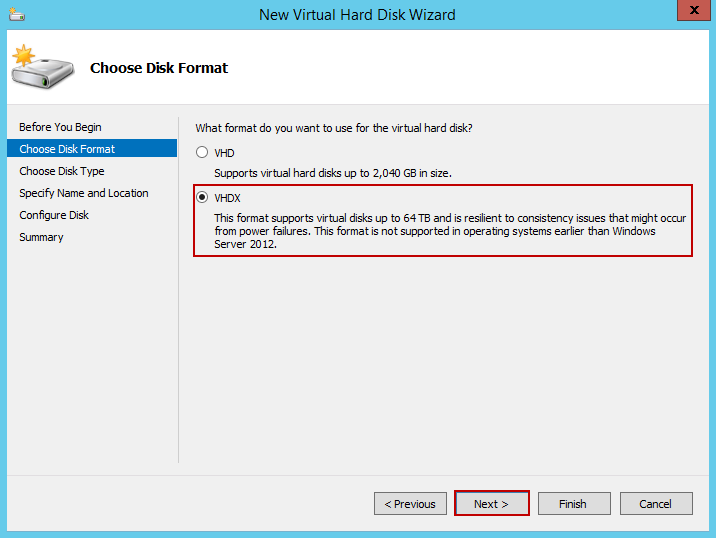 New Virtual Hard Disk Wizard
x
Choose Disk Format
Before You Begin
Choose Disk Format
Choose Disk Type
Specify Name and Location
Configure Disk
Summary
What format do you want to use for the virtual hard disk?
VHD
Supports virtual hard disks up to 2,040 GB in size.
VHDX
This format supports virtual disks up to 64 TB and is resilient to consistency issues that might occur
from power failures. This format is not supported in operating systems earlier than Windows
Server 2012.
< Previous
Next >
Finish
Cancel